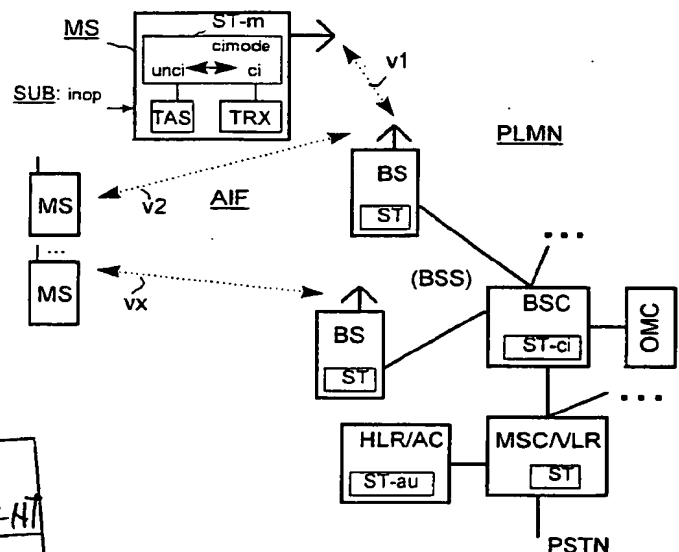 MS
ST-m
cimode
unci ci
SUB: inop
TAS TRX
v1
PLMN
BS
ST
MS
v2
AIF
...
MS
vx
(BSS)
...
BSC
ST-ci
OMC
BS
ST
...
HLR/AC
ST-au
MSC/VLR
ST
PSTN